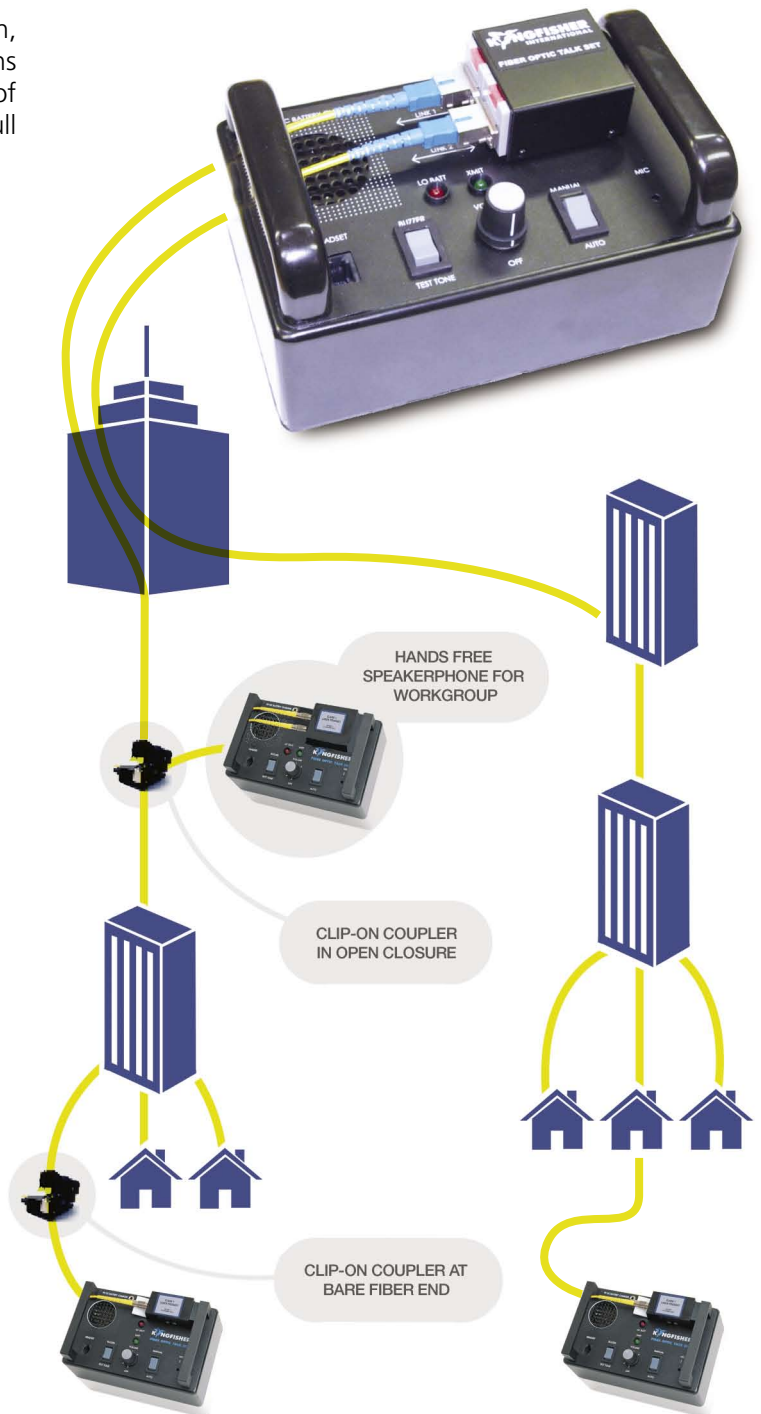 n,
ns
of
ull
KINGFISHER
INTERNATIONAL
FIBER OPTIC TALK SET
BATTERY
LINK 1
LINK 2
LO BATT
XMIT
MIC
MANUAL
BUZZER
ADSET
OFF
AUTO
TEST TONE
HANDS FREE
SPEAKERPHONE FOR
WORKGROUP
KINGFISHER
CLIP-ON COUPLER
IN OPEN CLOSURE
CLIP-ON COUPLER AT
BARE FIBER END
KINGFISHER
KINGFISHER